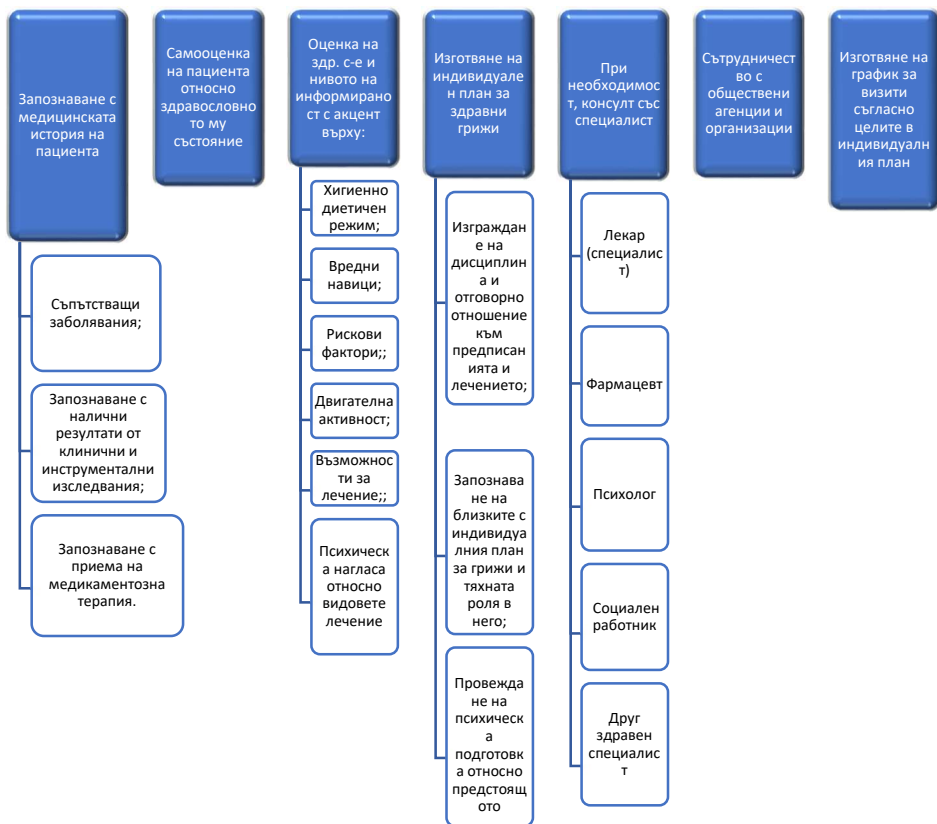 Запознаване с
медицинската
история на
пациента
Съпътстващи
заболявания;
Запознаване с
налични
резултати от
клинични и
инструментални
изследвания;
Запознаване с
приема на
медикаментозна
терапия.
Самооценка
на пациента
относно
здравословно
то му
състояние
Оценка на
здр. с-е и
нивото на
информирано
ст с акцент
върху:
Хигиенно
диетичен
режим;
Вредни
навици;
Рискови
фактори;;
Двигателна
активност;
Възможнос
ти за
лечение;;
Психическ
а нагласа
относно
видовете
лечение
Изготвяне на
индивидуале
н план за
здравни
грижи
Изграждан
е на
дисциплин
а и
отговорно
отношение
към
предписан
ията и
лечението;
Запознава
не на
близките с
индивидуа
лния план
за грижи и
тяхната
роля в
него;
Провежда
не на
психическ
а
подготовк
а относно
предстоящ
ото
При
необходимос
т, консулт със
специалист
Лекар
(специалис
т)
Фармацевт
Психолог
Социален
работник
Друг
здравен
специалис
т
Сътрудничес
тво с
обществени
агенции и
организации
Изготвяне на
график за
визити
съгласно
целите в
индивидуалн
ия план